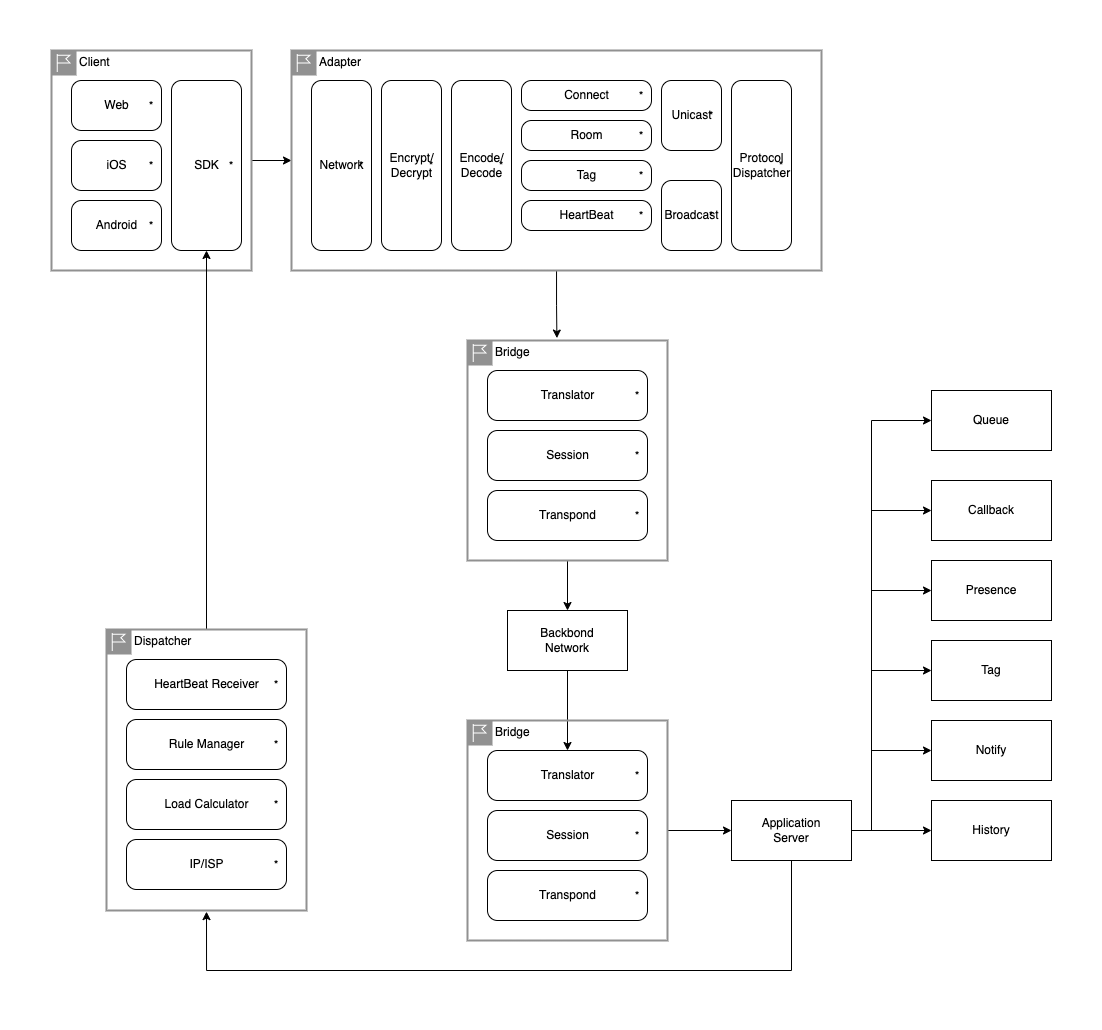 Client
Web *
iOS *
Android *
SDK *
Adapter
Network *
Encrypt/ *
Decrypt
Encode/ *
Decode
Connect *
Room *
Tag *
HeartBeat *
Unicast *
Broadcast *
Protocol *
Dispatcher
Bridge
Translator *
Session *
Transpond *
Backbond
Network
Bridge
Translator *
Session *
Transpond *
Application
Server
Queue
Callback
Presence
Tag
Notify
History
Dispatcher
HeartBeat Receiver *
Rule Manager *
Load Calculator *
IP/ISP *